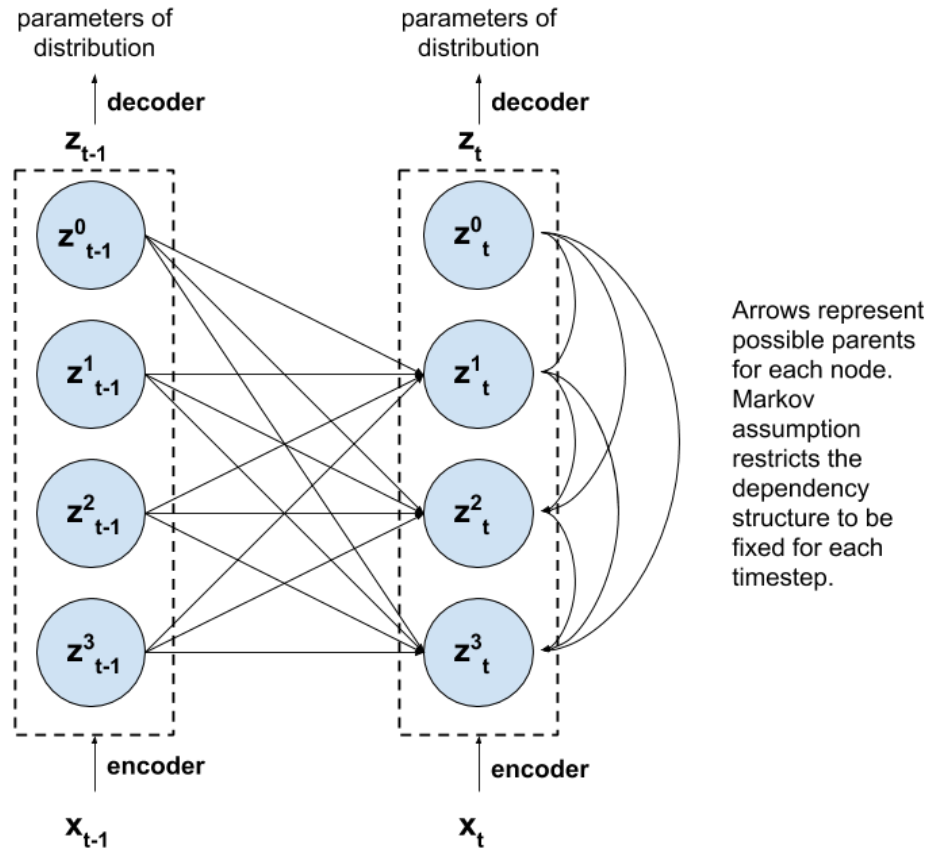 parameters of
distribution
decoder
z_{t-1}
z^0_{t-1}
z^1_{t-1}
z^2_{t-1}
z^3_{t-1}
encoder
x_{t-1}
parameters of
distribution
decoder
z_t
z^0_t
z^1_t
z^2_t
z^3_t
encoder
x_t
Arrows represent
possible parents
for each node.
Markov
assumption
restricts the
dependency
structure to be
fixed for each
timestep.